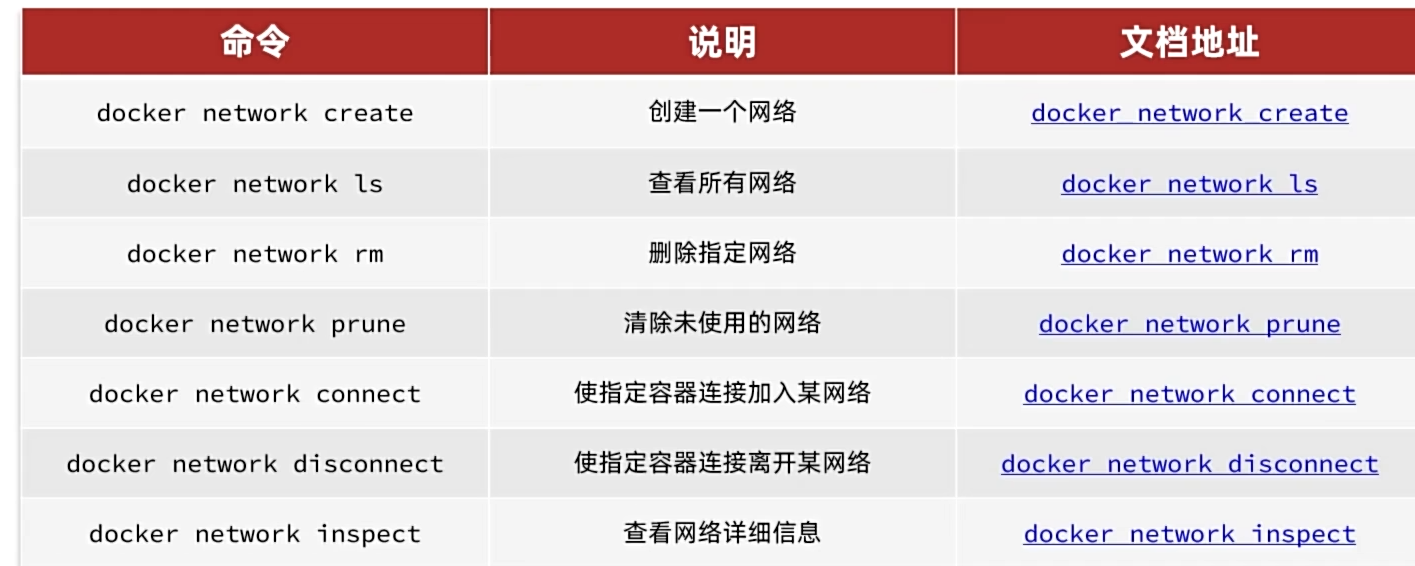 命令 说明 文档地址
docker network create 创建一个网络 docker network create
docker network ls 查看所有网络 docker network ls
docker network rm 删除指定网络 docker network rm
docker network prune 清除未使用的网络 docker network prune
docker network connect 使指定容器连接加入某网络 docker network connect
docker network disconnect 使指定容器连接离开某网络 docker network disconnect
docker network inspect 查看网络详细信息 docker network inspect